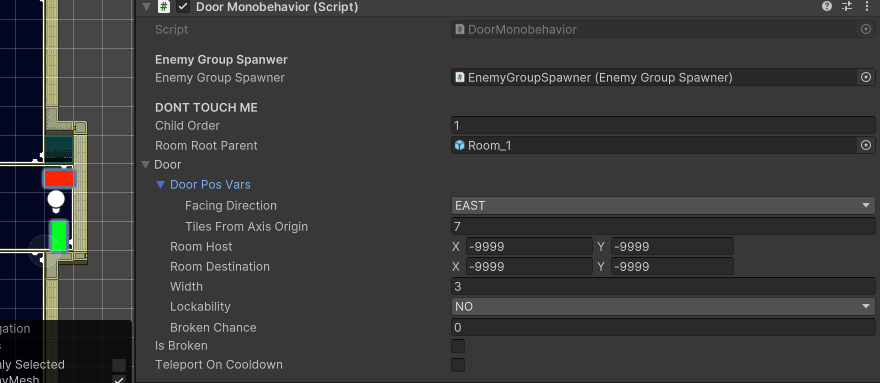 Door Monobehavior (Script)
Script DoorMonobehavior
Enemy Group Spanwer
Enemy Group Spawner EnemyGroupSpawner (Enemy Group Spawner)
DONT TOUCH ME
Child Order 1
Room Root Parent Room_1
Door
Door Pos Vars
Facing Direction EAST
Tiles From Axis Origin 7
Room Host X -9999 Y -9999
Room Destination X -9999 Y -9999
Width 3
Lockability NO
Broken Chance 0
Is Broken
Teleport On Cooldown
gation
s
ly Selected
yMesh